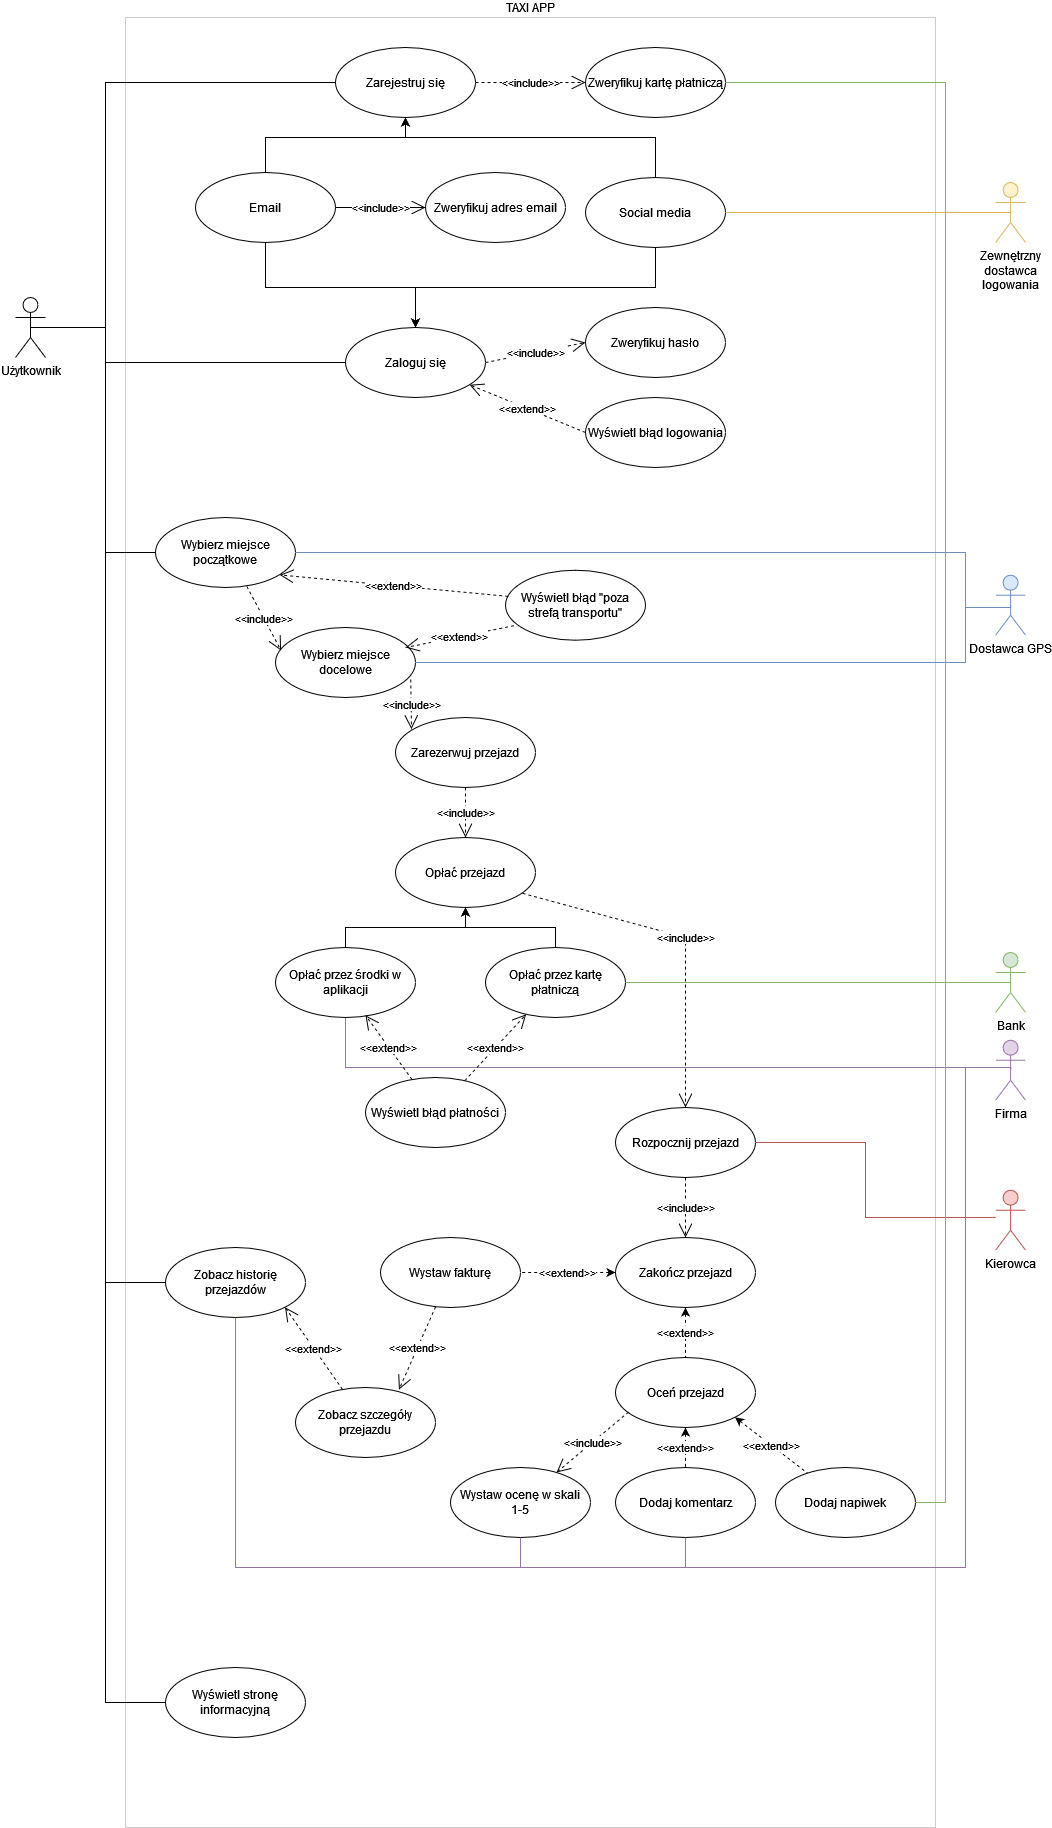 TAXI APP
Zarejestruj się
<<include>>
Zweryfikuj kartę płatniczą
Email
<<include>>
Zweryfikuj adres email
Social media
Zewnętrzny
dostawca
logowania
Użytkownik
Zaloguj się
<<include>>
Zweryfikuj hasło
<<extend>>
Wyświetl błąd logowania
Wybierz miejsce
początkowe
<<extend>>
Wyświetl błąd "poza
strefą transportu"
<<include>>
<<extend>>
Wybierz miejsce
docelowe
Dostawca GPS
<<include>>
Zarezerwuj przejazd
<<include>>
Opłać przejazd
<<include>>
Opłać przez środki w
aplikacji
Opłać przez kartę
płatniczą
Bank
<<extend>>
<<extend>>
Wyświetl błąd płatności
Firma
Rozpocznij przejazd
<<include>>
Kierowca
Zobacz historię
przejazdów
Wystaw fakturę
<<extend>>
Zakończ przejazd
<<extend>>
<<extend>>
<<extend>>
Zobacz szczegóły
przejazdu
Oceń przejazd
<<include>>
<<extend>>
<<extend>>
Wystaw ocenę w skali
1-5
Dodaj komentarz
Dodaj napiwek
Wyświetl stronę
informacyjną